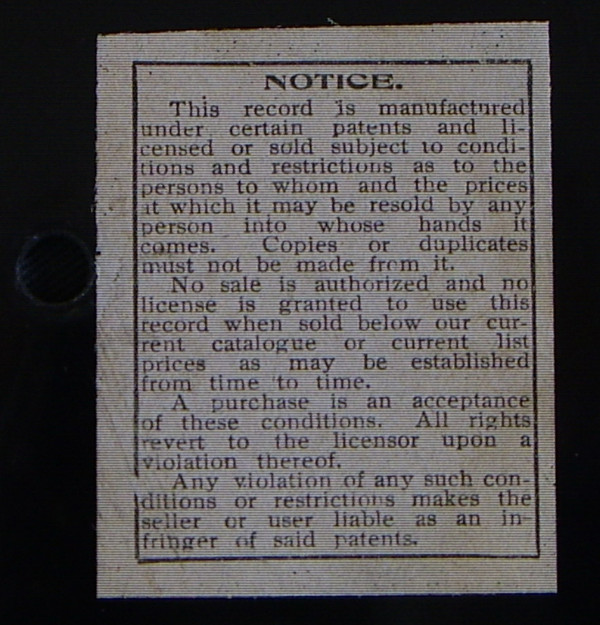 NOTICE.
This record is manufactured
under certain patents and li-
censed or sold subject to condi-
tions and restrictions as to the
persons to whom and the prices
at which it may be resold by any
person into whose hands it
comes. Copies or duplicates
must not be made from it.
No sale is authorized and no
license is granted to use this
record when sold below our cur-
rent catalogue or current list
prices as may be established
from time to time.
A purchase is an acceptance
of these conditions. All rights
revert to the licensor upon a
violation thereof.
Any violation of any such con-
ditions or restrictions makes the
seller or user liable as an in-
fringer of said patents.